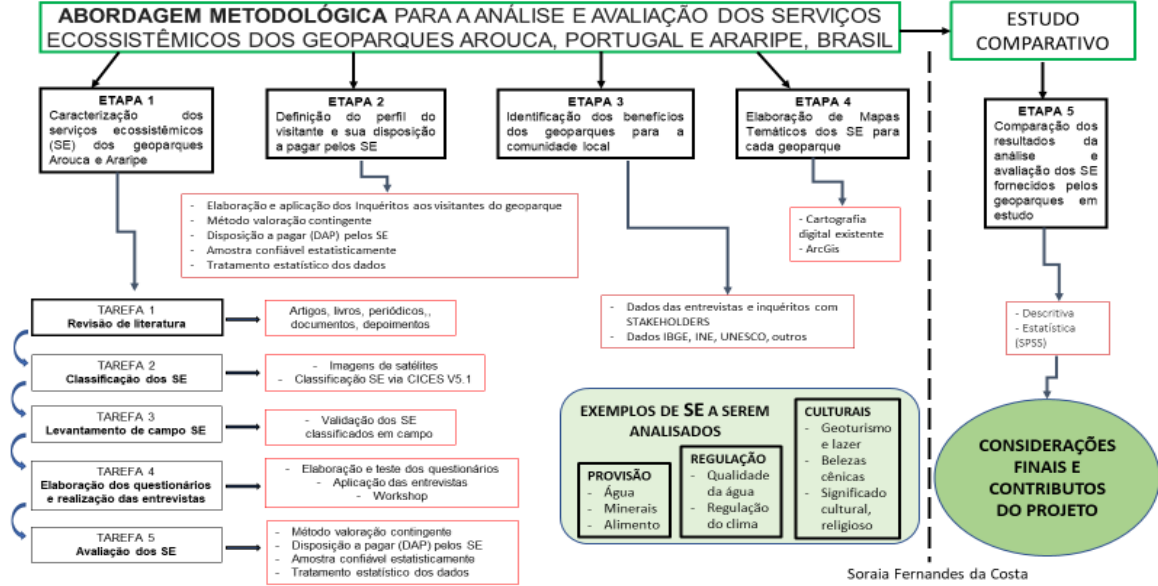 ABORDAGEM METODOLÓGICA PARA A ANÁLISE E AVALIAÇÃO DOS SERVIÇOS
ECOSSISTÊMICOS DOS GEOPARQUES AROUCA, PORTUGAL E ARARIPE, BRASIL
ESTUDO
COMPARATIVO
ETAPA 1
Caracterização dos
serviços ecossistêmicos
(SE) dos geoparques
Arouca e Araripe
ETAPA 2
Definição do perfil do
visitante e sua disposição
a pagar pelos SE
ETAPA 3
Identificação dos benefícios
dos geoparques para a
comunidade local
ETAPA 4
Elaboração de Mapas
Temáticos dos SE para
cada geoparque
ETAPA 5
Comparação dos
resultados da
análise e
avaliação dos SE
fornecidos pelos
geoparques em
estudo
- Elaboração e aplicação dos Inquéritos aos visitantes do geoparque
- Método valoração contingente
- Disposição a pagar (DAP) pelos SE
- Amostra confiável estatisticamente
- Tratamento estatístico dos dados
- Cartografia
digital existente
- ArcGis
- Dados das entrevistas e inquéritos com
STAKEHOLDERS
- Dados IBGE, INE, UNESCO, outros
- Descritiva
- Estatística
(SPSS)
TAREFA 1
Revisão de literatura
Artigos, livros, periódicos,,
documentos, depoimentos
TAREFA 2
Classificação dos SE
- Imagens de satélites
- Classificação SE via CICES V5.1
TAREFA 3
Levantamento de campo SE
- Validação dos SE
classificados em campo
TAREFA 4
Elaboração dos questionários
e realização das entrevistas
- Elaboração e teste dos questionários
- Aplicação das entrevistas
- Workshop
TAREFA 5
Avaliação dos SE
- Método valoração contingente
- Disposição a pagar (DAP) pelos SE
- Amostra confiável estatisticamente
- Tratamento estatístico dos dados
EXEMPLOS DE SE A SEREM
ANALISADOS
PROVISÃO
- Água
- Minerais
- Alimento
REGULAÇÃO
- Qualidade
da água
- Regulação
do clima
CULTURAIS
- Geoturismo
e lazer
- Belezas
cênicas
- Significado
cultural,
religioso
CONSIDERAÇÕES
FINAIS E
CONTRIBUTOS
DO PROJETO
Soraia Fernandes da Costa